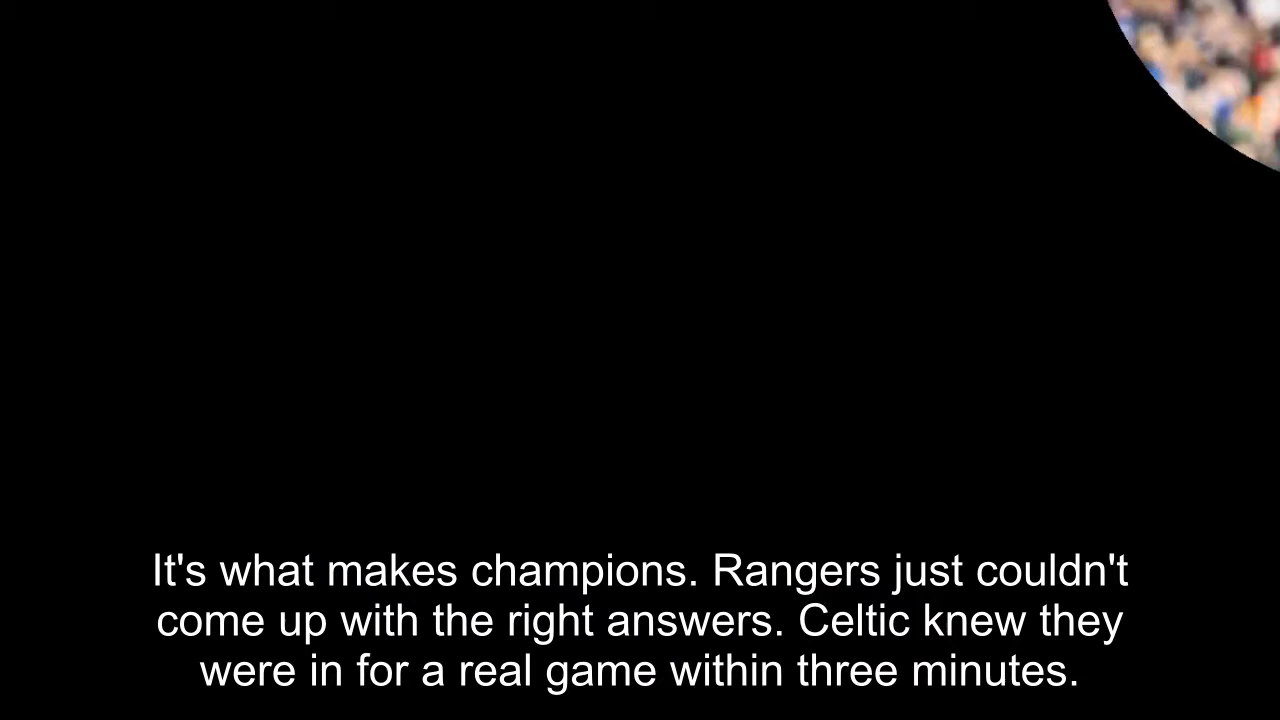 It's what makes champions. Rangers just couldn't
come up with the right answers. Celtic knew they
were in for a real game within three minutes.